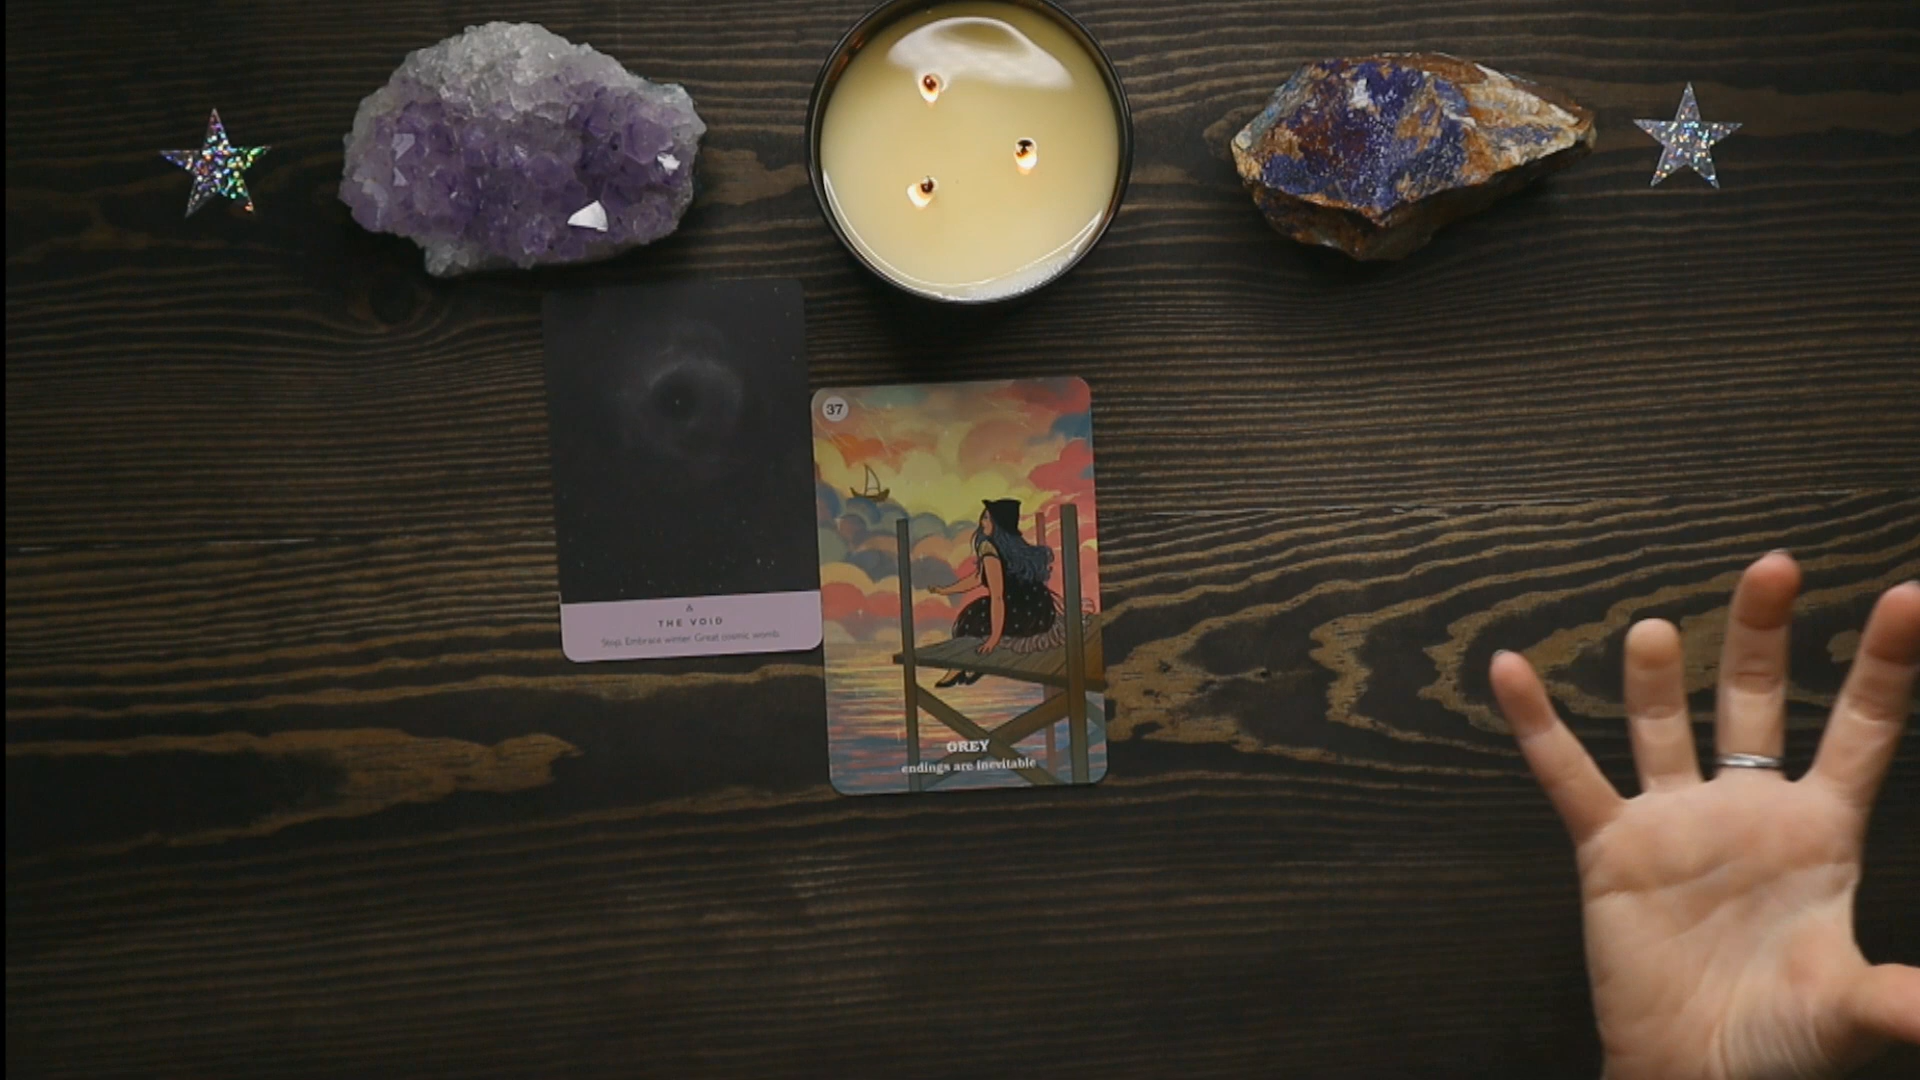 THE VOID
Stop. Embrace winter. Great cosmic womb.
37
GREY
endings are inevitable